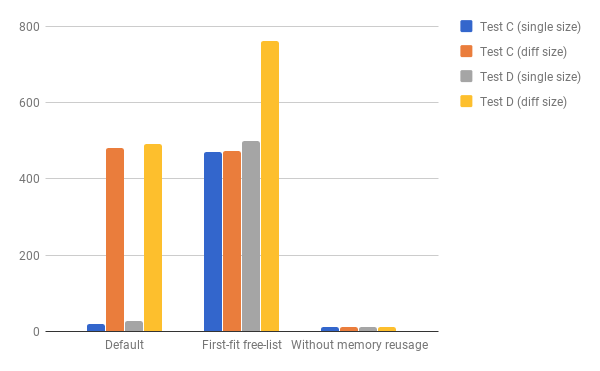 800
600
400
200
0
Default
First-fit free-list
Without memory reusage
Test C (single size)
Test C (diff size)
Test D (single size)
Test D (diff size)